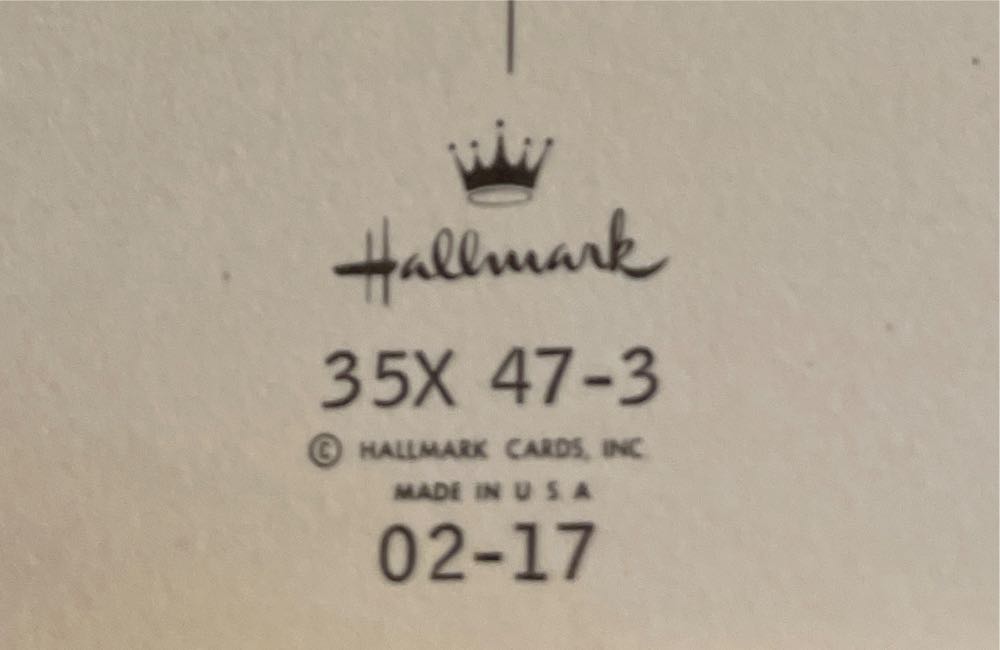 Hallmark
35X 47-3
© HALLMARK CARDS, INC.
MADE IN U.S.A
02-17